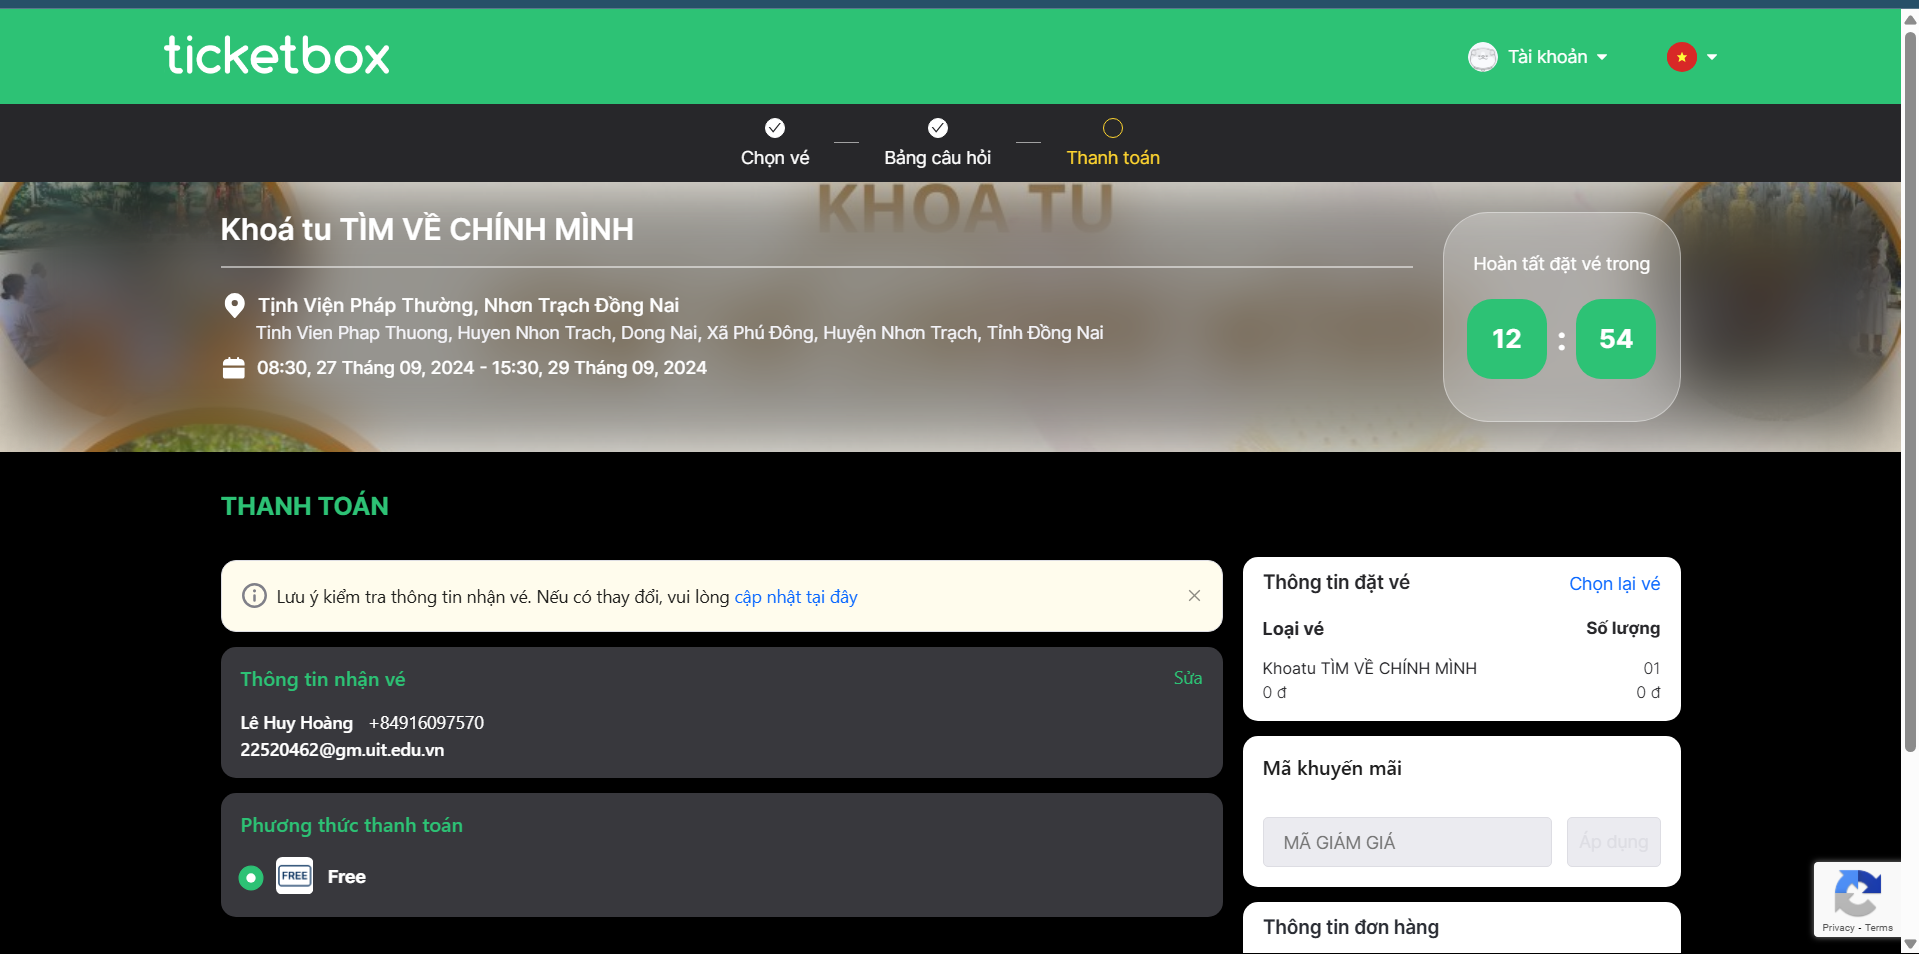 ticketbox
Tài khoản
Chọn vé
Bảng câu hỏi
Thanh toán
KHOA TU
Khoá tu TÌM VỀ CHÍNH MÌNH
Tịnh Viện Pháp Thường, Nhơn Trạch Đồng Nai
Tinh Vien Phap Thuong, Huyen Nhon Trach, Dong Nai, Xã Phú Đông, Huyện Nhơn Trạch, Tỉnh Đồng Nai
08:30, 27 Tháng 09, 2024 - 15:30, 29 Tháng 09, 2024
Hoàn tất đặt vé trong
12 : 54
THANH TOÁN
Lưu ý kiểm tra thông tin nhận vé. Nếu có thay đổi, vui lòng cập nhật tại đây
Thông tin nhận vé
Sửa
Lê Huy Hoàng +84916097570
22520462@gm.uit.edu.vn
Phương thức thanh toán
FREE
Free
Thông tin đặt vé
Chọn lại vé
Loại vé
Số lượng
Khoatu TÌM VỀ CHÍNH MÌNH
01
0 đ
0 đ
Mã khuyến mãi
MÃ GIẢM GIÁ
Áp dụng
Thông tin đơn hàng
Privacy - Terms